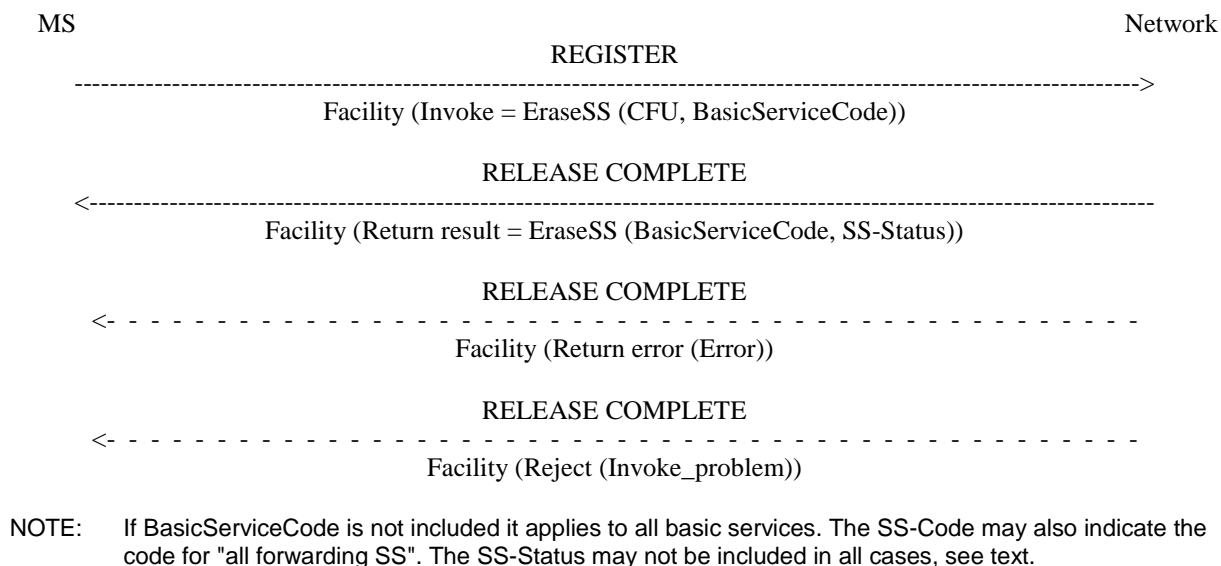 MS Network
REGISTER
------------------------------------------------------------------------------------------------------------------------->
Facility (Invoke = EraseSS (CFU, BasicServiceCode))
RELEASE COMPLETE
<-------------------------------------------------------------------------------------------------------------------------
Facility (Return result = EraseSS (BasicServiceCode, SS-Status))
RELEASE COMPLETE
<- - - - - - - - - - - - - - - - - - - - - - - - - - - - - - - - - - - - - - - - - - - - - - - -
Facility (Return error (Error))
RELEASE COMPLETE
<- - - - - - - - - - - - - - - - - - - - - - - - - - - - - - - - - - - - - - - - - - - - - - - -
Facility (Reject (Invoke_problem))
NOTE: If BasicServiceCode is not included it applies to all basic services. The SS-Code may also indicate the
code for "all forwarding SS". The SS-Status may not be included in all cases, see text.